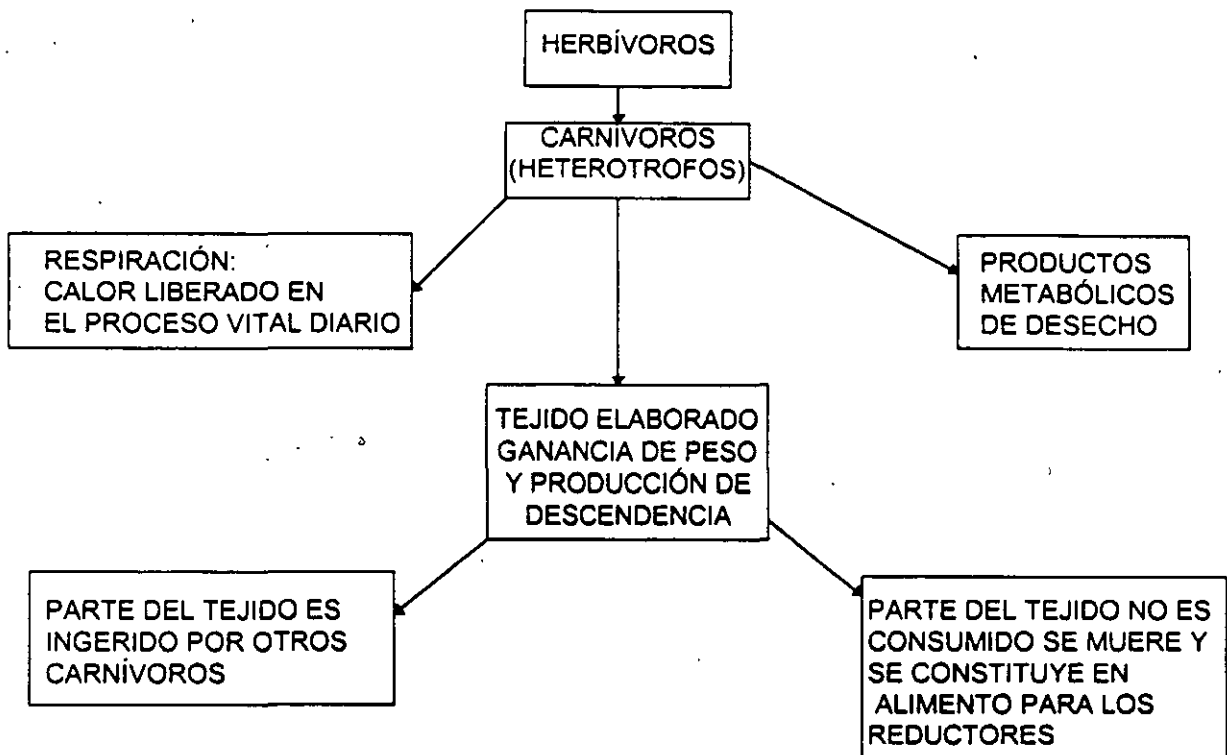 HERBÍVOROS
CARNÍVOROS
(HETEROTROFOS)
RESPIRACIÓN:
CALOR LIBERADO EN
EL PROCESO VITAL DIARIO
PRODUCTOS
METABÓLICOS
DE DESECHO
TEJIDO ELABORADO
GANANCIA DE PESO
Y PRODUCCIÓN DE
DESCENDENCIA
PARTE DEL TEJIDO ES
INGERIDO POR OTROS
CARNÍVOROS
PARTE DEL TEJIDO NO ES
CONSUMIDO SE MUERE Y
SE CONSTITUYE EN
ALIMENTO PARA LOS
REDUCTORES